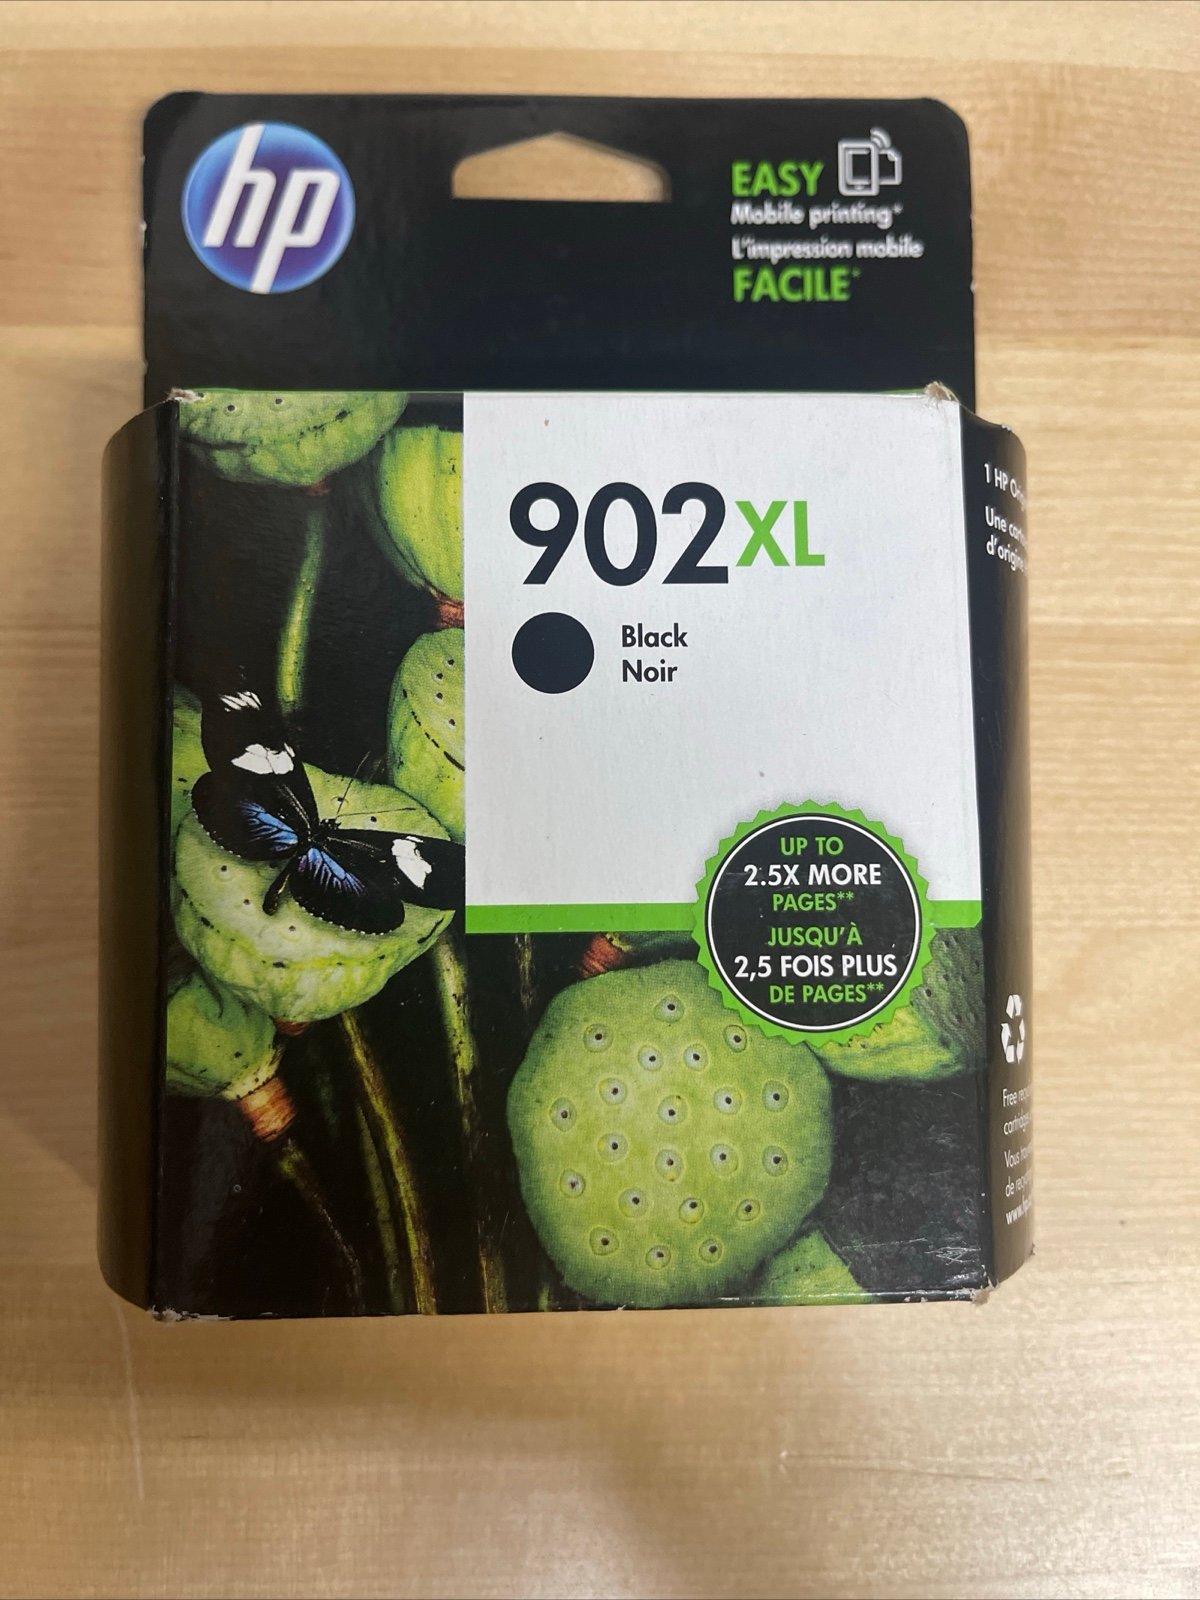 hp
EASY
Mobile printing*
L'impression mobile
FACILE*
902XL
Black
Noir
UP TO
2.5X MORE
PAGES**
JUSQU'À
2,5 FOIS PLUS
DE PAGES**
1 HP
Une
d'origine
Free
Vous
de